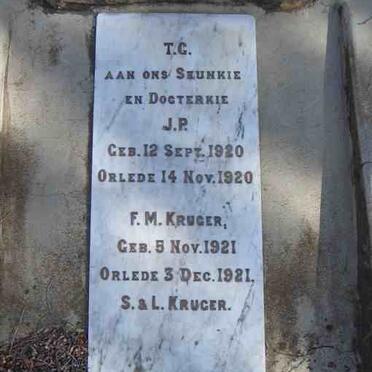 T.G.
AAN ONS SEUNKIE
EN DOGTERKIE
J.P.
GEB. 12 SEPT. 1920
ORLEDE 14 NOV. 1920
F. M. KRUGER,
GEB. 5 NOV. 1921
ORLEDE 3 DEC. 1921.
S. & L. KRUGER.